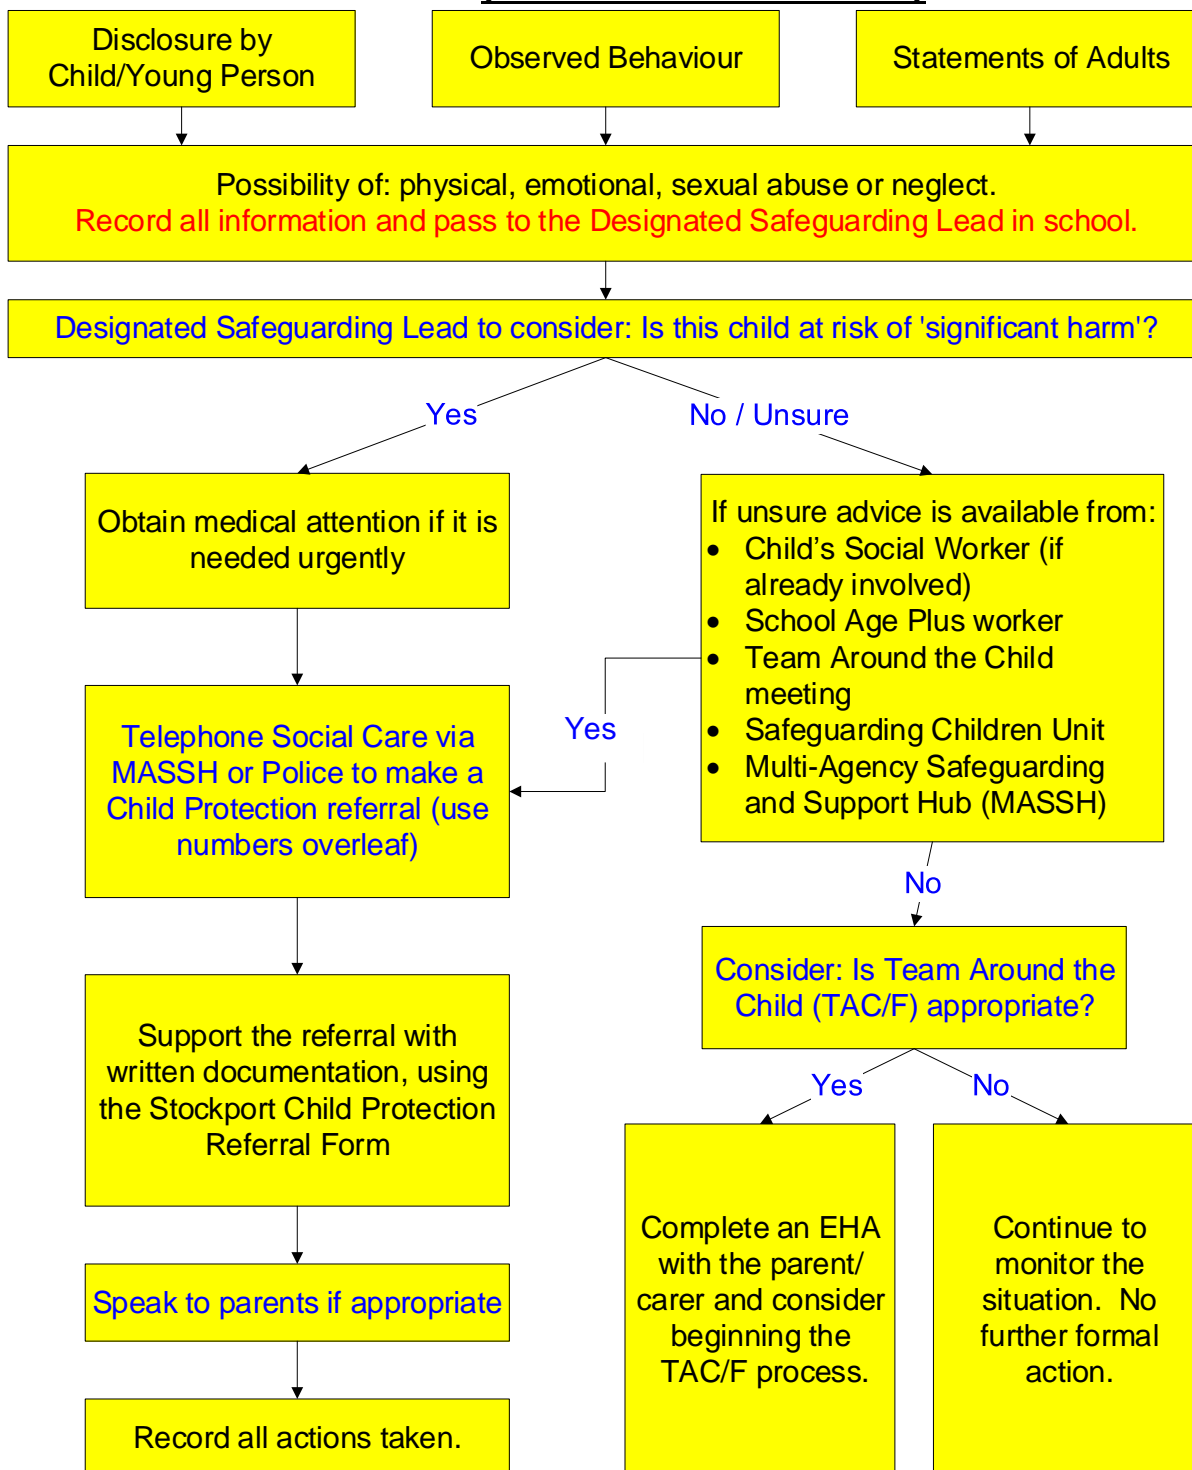 Disclosure by
Child/Young Person
Observed Behaviour
Statements of Adults
Possibility of: physical, emotional, sexual abuse or neglect.
Record all information and pass to the Designated Safeguarding Lead in school.
Designated Safeguarding Lead to consider: Is this child at risk of 'significant harm'?
Yes
No / Unsure
Obtain medical attention if it is
needed urgently
If unsure advice is available from:
• Child’s Social Worker (if
already involved)
• School Age Plus worker
• Team Around the Child
meeting
• Safeguarding Children Unit
• Multi-Agency Safeguarding
and Support Hub (MASSH)
Yes
Telephone Social Care via
MASSH or Police to make a
Child Protection referral (use
numbers overleaf)
No
Consider: Is Team Around the
Child (TAC/F) appropriate?
Support the referral with
written documentation, using
the Stockport Child Protection
Referral Form
Yes
No
Complete an EHA
with the parent/
carer and consider
beginning the
TAC/F process.
Continue to
monitor the
situation.  No
further formal
action.
Speak to parents if appropriate
Record all actions taken.